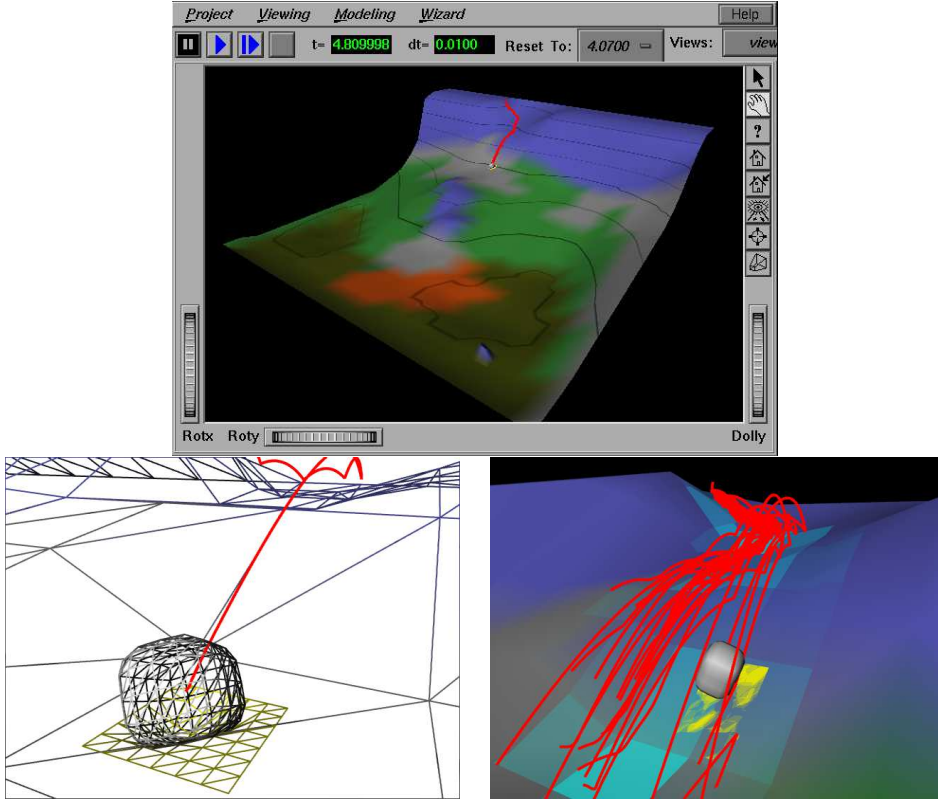 Project Viewing Modeling Wizard Help
t= 4.809998 dt= 0.0100 Reset To: 4.0700 Views: view
?
Rotx Roty Dolly